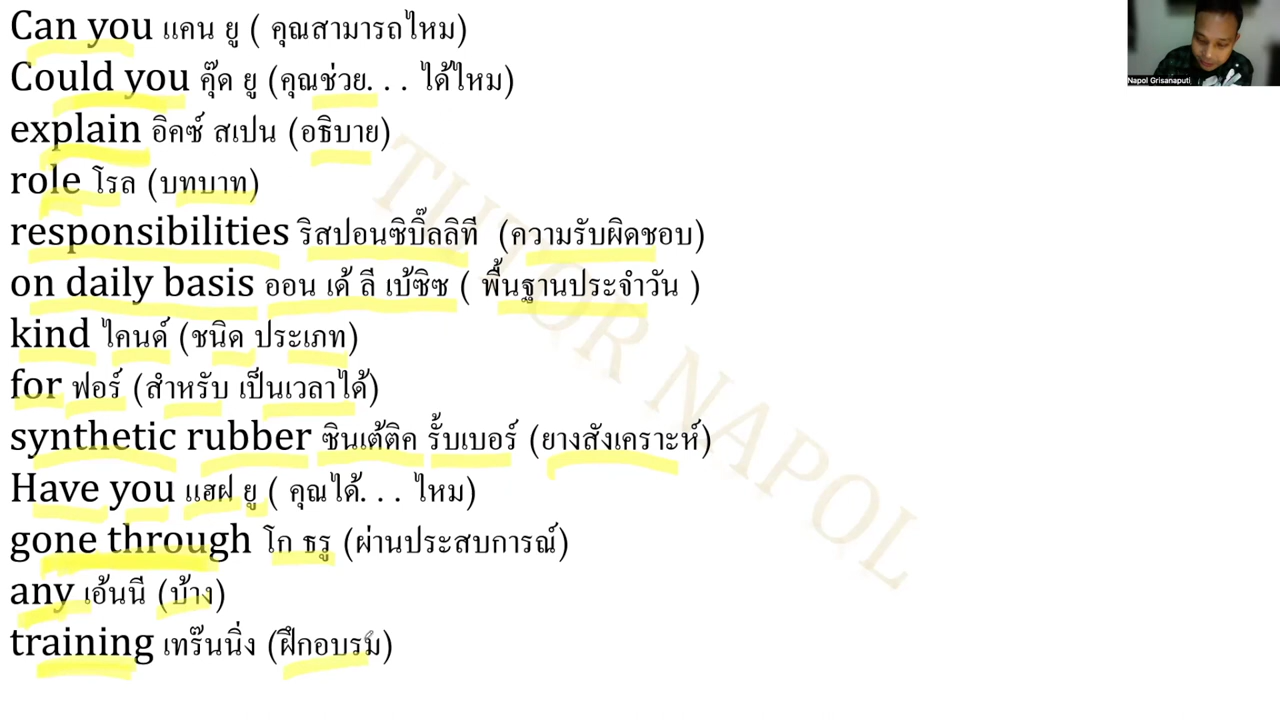 Can you แคน ยู ( คุณสามารถไหม)
Could you คุ๊ด ยู (คุณช่วย. . . ได้ไหม)
explain อิคซ์ สเปน (อธิบาย)
role โรล (บทบาท)
responsibilities ริสปอนซิบิ๊ลลิที (ความรับผิดชอบ)
on daily basis ออน เด้ ลี เบ้ซิซ ( พื้นฐานประจำวัน )
kind ไคนด์ (ชนิด ประเภท)
for ฟอร์ (สำหรับ เป็นเวลาได้)
synthetic rubber ซินเต้ติค รั้บเบอร์ (ยางสังเคราะห์)
Have you แฮฝ ยู ( คุณได้. . . ไหม)
gone through โก ธรู (ผ่านประสบการณ์)
any เอ้นนี (บ้าง)
training เทร๊นนิ่ง (ฝึกอบรม)
TUTOR NAPOL
Napol Grisanaputi